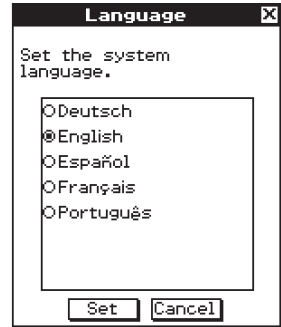 Language
Set the system
language.
Deutsch
English
Español
Français
Português
Set Cancel